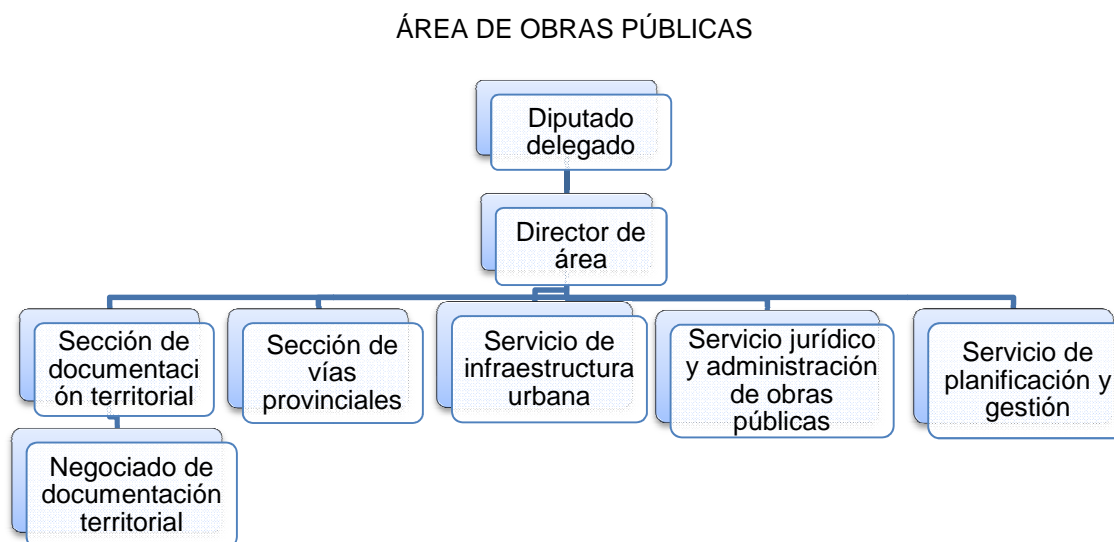 ÁREA DE OBRAS PÚBLICAS
Diputado
delegado
Director de
área
Sección de
documentaci
ón territorial
Sección de
vías
provinciales
Servicio de
infraestructura
urbana
Servicio jurídico
y administración
de obras
públicas
Servicio de
planificación y
gestión
Negociado de
documentación
territorial